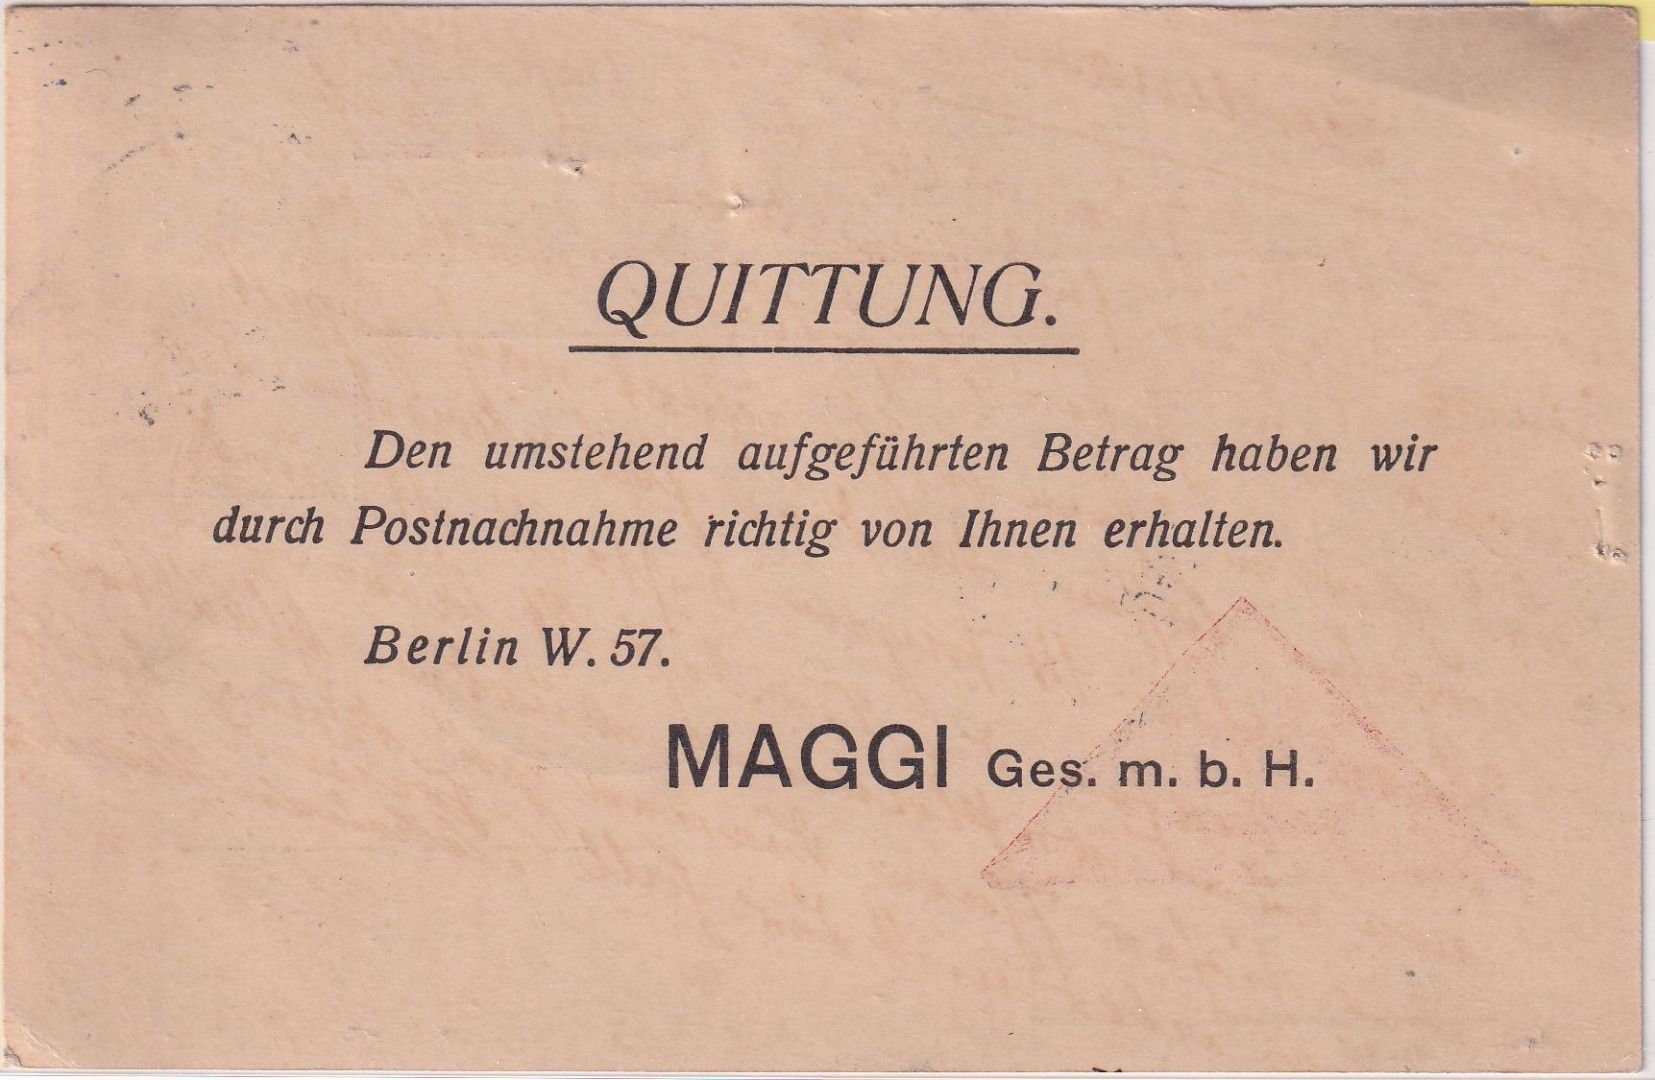 QUITTUNG.
Den umstehend aufgeführten Betrag haben wir
durch Postnachnahme richtig von Ihnen erhalten.
Berlin W. 57.
MAGGI Ges. m. b. H.